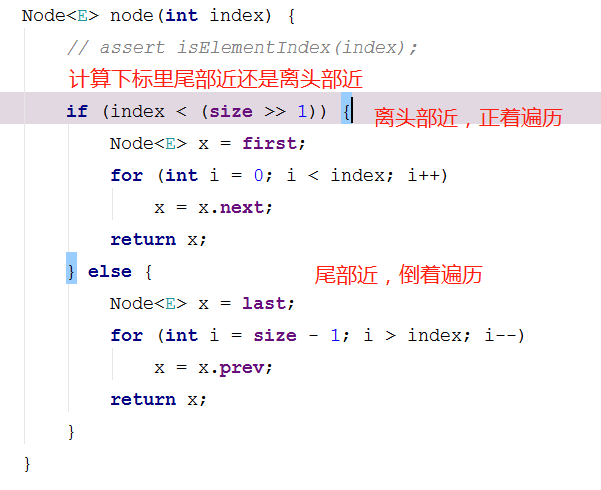 Node<E> node(int index) {
// assert isElementIndex(index);
计算下标里尾部近还是离头部近
if (index < (size >> 1)) { 离头部近，正着遍历
Node<E> x = first;
for (int i = 0; i < index; i++)
x = x.next;
return x;
} else { 尾部近，倒着遍历
Node<E> x = last;
for (int i = size - 1; i > index; i--)
x = x.prev;
return x;
}
}